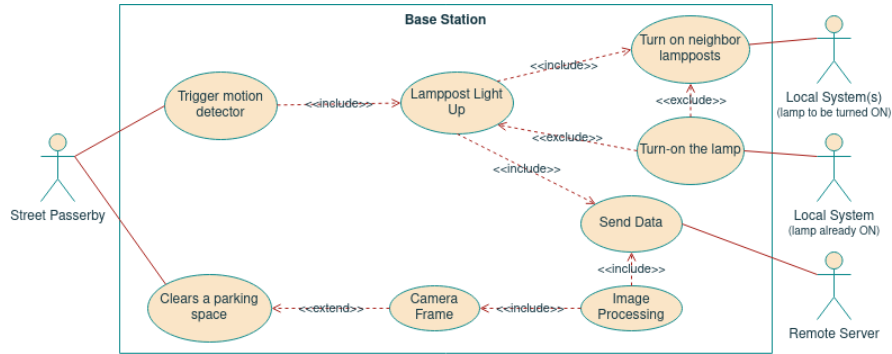 Base Station
Turn on neighbor
lampposts
<<include>>
Trigger motion
detector
<<include>>
Lamppost Light
Up
<<exclude>>
Local System(s)
(lamp to be turned ON)
<<exclude>>
Turn-on the lamp
<<include>>
Street Passerby
Send Data
Local System
(lamp already ON)
<<include>>
Clears a parking
space
<<extend>>
Camera
Frame
<<include>>
Image
Processing
Remote Server